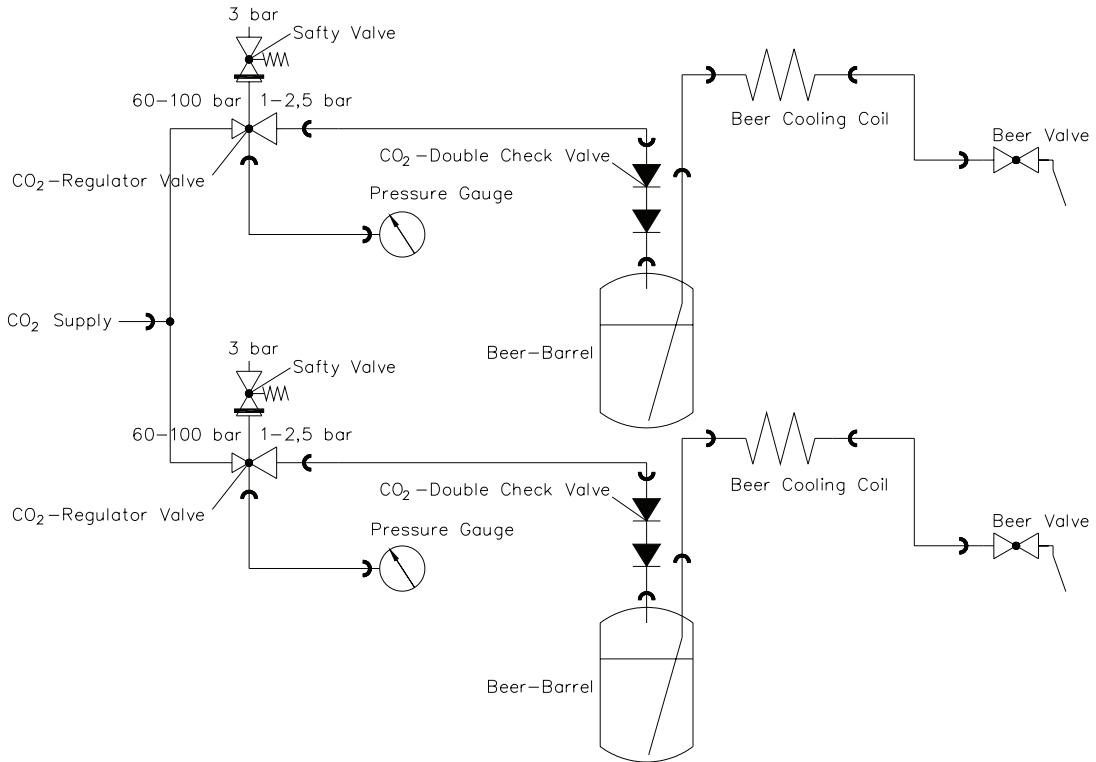 3 bar
Safty Valve
60-100 bar 1-2,5 bar
CO₂-Double Check Valve
CO₂-Regulator Valve
Pressure Gauge
Beer Cooling Coil
Beer Valve
CO₂ Supply
Beer-Barrel
3 bar
Safty Valve
60-100 bar 1-2,5 bar
CO₂-Double Check Valve
CO₂-Regulator Valve
Pressure Gauge
Beer Cooling Coil
Beer Valve
Beer-Barrel